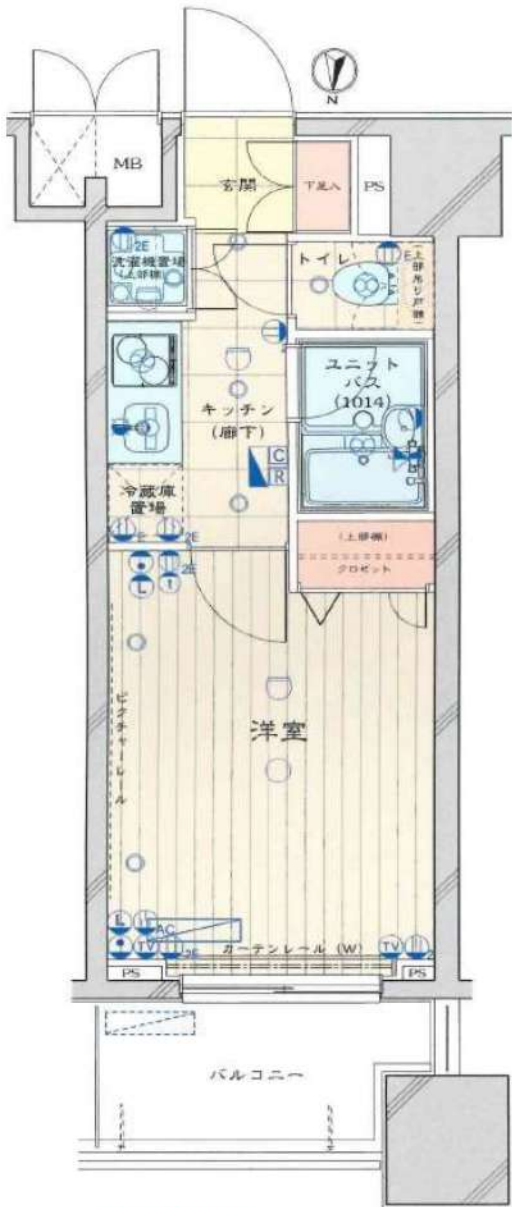 N
MB
玄関
下足入
PS
2E
洗濯機置場
(上部棚)
トイレ
E
(上部吊り戸棚)
ユニット
バス
(1014)
キッチン
(廊下)
C
R
冷蔵庫
置場
E
2E
(上部棚)
クロゼット
2E
L
t
ピクチャーレール
洋室
L
AC
TV
2E
カーテンレール (W)
TV
2
PS
PS
バルコニー